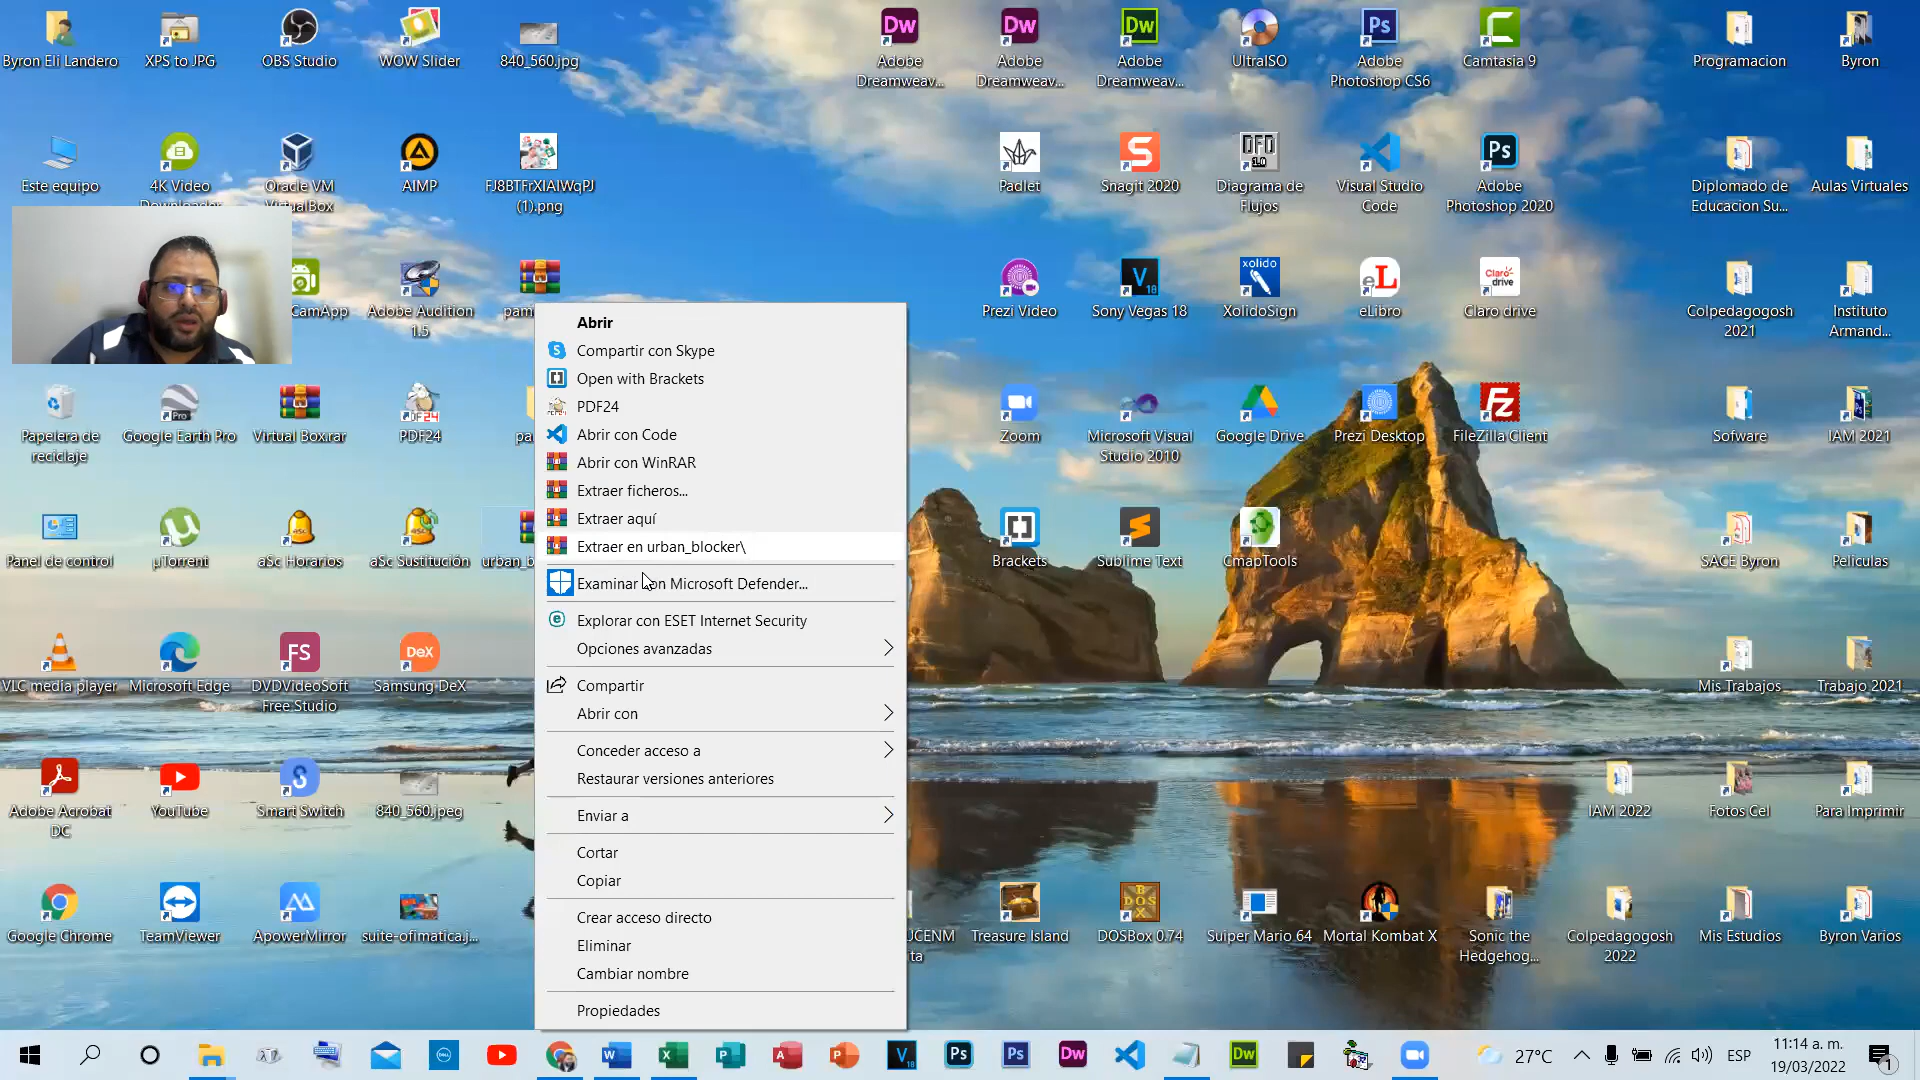 Byron Eli Landero
XPS to JPG
OBS Studio
WOW Slider
840_560.jpg
Adobe
Dreamweav...
Adobe
Dreamweav...
Adobe
Dreamweav...
UltraISO
Adobe
Photoshop CS6
Camtasia 9
Programacion
Byron
Este equipo
4K Video
Downloader
Oracle VM
VirtualBox
AIMP
FJ8BTFrXIAIWqPJ
(1).png
Padlet
Snagit 2020
Diagrama de
Flujos
Visual Studio
Code
Adobe
Photoshop 2020
Diplomado de
Educacion Su...
Aulas Virtuales
CamApp
Adobe Audition
1.5
Prezi Video
Sony Vegas 18
XolidoSign
eLibro
Claro drive
Colpedagogosh
2021
Instituto
Armand...
Papelera de
reciclaje
Google Earth Pro
Virtual Box.rar
PDF24
Zoom
Microsoft Visual
Studio 2010
Google Drive
Prezi Desktop
FileZilla Client
Sofware
IAM 2021
Panel de control
µTorrent
aSc Horarios
aSc Sustitución
urban_b
Brackets
Sublime Text
CmapTools
SACE Byron
Peliculas
VLC media player
Microsoft Edge
DVDVideoSoft
Free Studio
Samsung DeX
Mis Trabajos
Trabajo 2021
Adobe Acrobat
DC
YouTube
Smart Switch
840_560.jpeg
IAM 2022
Fotos Cel
Para Imprimir
Google Chrome
TeamViewer
ApowerMirror
suite-ofimatica.j...
Treasure Island
DOSBox 0.74
Suiper Mario 64
Mortal Kombat X
Sonic the
Hedgehog...
Colpedagogosh
2022
Mis Estudios
Byron Varios
Abrir
Compartir con Skype
Open with Brackets
PDF24
Abrir con Code
Abrir con WinRAR
Extraer ficheros...
Extraer aquí
Extraer en urban_blocker\
Examinar con Microsoft Defender...
Explorar con ESET Internet Security
Opciones avanzadas
Compartir
Abrir con
Conceder acceso a
Restaurar versiones anteriores
Enviar a
Cortar
Copiar
Crear acceso directo
Eliminar
Cambiar nombre
Propiedades
27°C
ESP
11:14 a. m.
19/03/2022
1